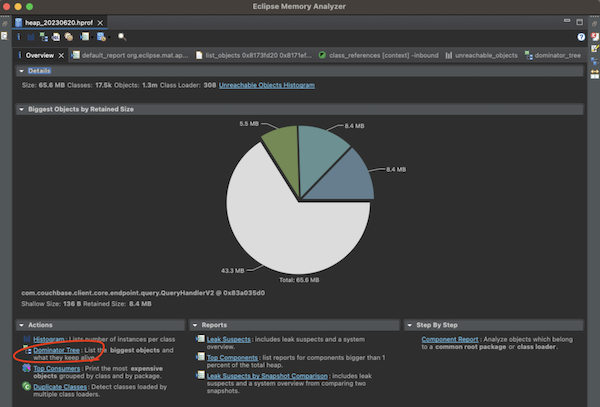 Eclipse Memory Analyzer
heap_20230620.hprof
Overview
default_report org.eclipse.mat.ap...
list_objects 0x8173fd20 0x8171ef...
class_references [context] -inbound
unreachable_objects
dominator_tree
Details
Size: 65.6 MB Classes: 17.5k Objects: 1.3m Class Loader: 308 Unreachable Objects Histogram
Biggest Objects by Retained Size
5.5 MB
8.4 MB
8.4 MB
43.3 MB
Total: 65.6 MB
com.couchbase.client.core.endpoint.query.QueryHandlerV2 @ 0x83a035d0
Shallow Size: 136 B Retained Size: 8.4 MB
Actions
Histogram: Lists number of instances per class
Dominator Tree: List the biggest objects and
what they keep alive.
Top Consumers: Print the most expensive
objects grouped by class and by package.
Duplicate Classes: Detect classes loaded by
multiple class loaders.
Reports
Leak Suspects: includes leak suspects and a system
overview.
Top Components: list reports for components bigger than 1
percent of the total heap.
Leak Suspects by Snapshot Comparison: includes leak
suspects and a system overview from comparing two
snapshots.
Step By Step
Component Report: Analyze objects which belong
to a common root package or class loader.